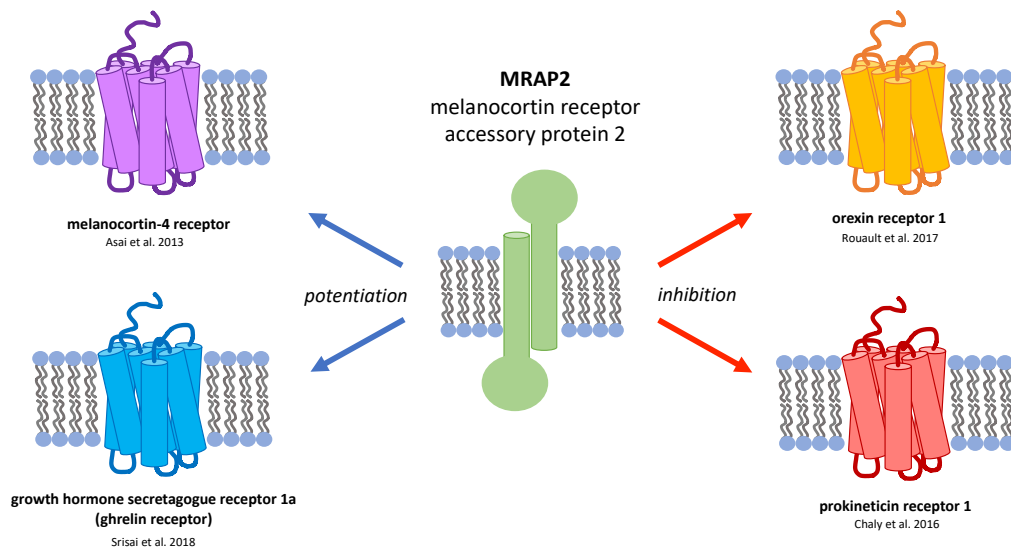 MRAP2
melanocortin receptor
accessory protein 2
melanocortin-4 receptor
Asai et al. 2013
orexin receptor 1
Rouault et al. 2017
potentiation
inhibition
growth hormone secretagogue receptor 1a
(ghrelin receptor)
Srisai et al. 2018
prokineticin receptor 1
Chaly et al. 2016